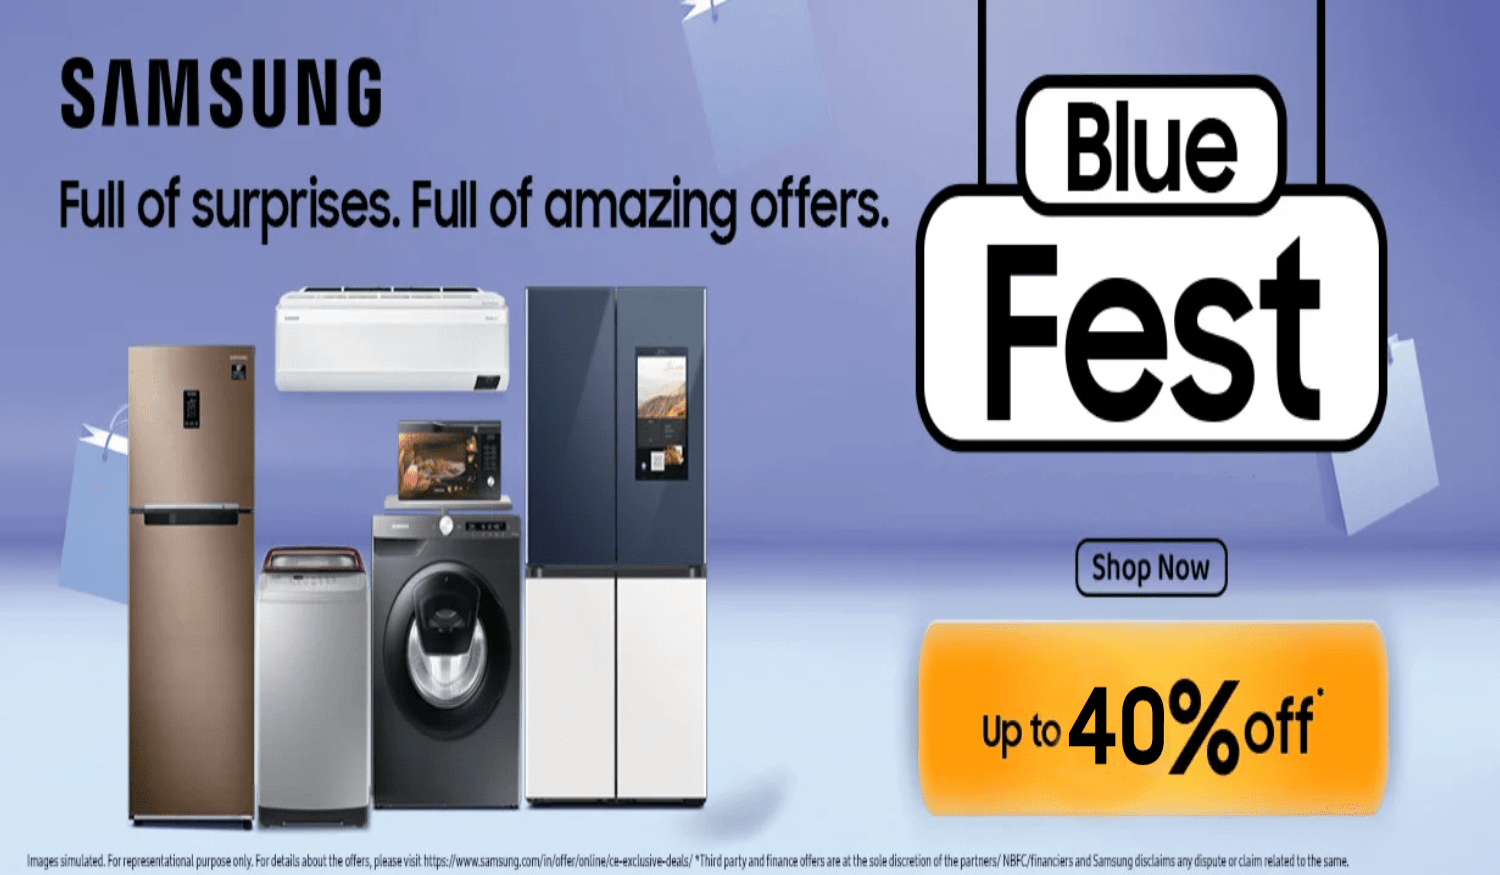 SAMSUNG
Full of surprises. Full of amazing offers.
Blue
Fest
Shop Now
Up to 40% off*
Images simulated. For representational purpose only. For details about the offers, please visit https://www.samsung.com/in/offer/online/ce-exclusive-deals/ *Third party and finance offers are at the sole discretion of the partners/ NBFC/financiers and Samsung disclaims any dispute or claim related to the same.